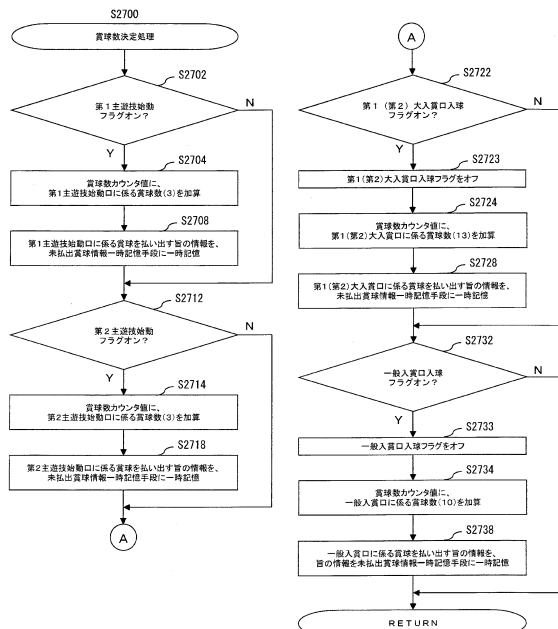 S2700
賞球数決定処理
S2702
第1主遊技始動
フラグオン?
N
Y
S2704
賞球数カウンタ値に、
第1主遊技始動口に係る賞球数(3)を加算
S2708
第1主遊技始動口に係る賞球を払い出す旨の情報を、
未払出賞球情報一時記憶手段に一時記憶
S2712
第2主遊技始動
フラグオン?
N
Y
S2714
賞球数カウンタ値に、
第2主遊技始動口に係る賞球数(3)を加算
S2718
第2主遊技始動口に係る賞球を払い出す旨の情報を、
未払出賞球情報一時記憶手段に一時記憶
A
A
S2722
第1(第2)大入賞口入球
フラグオン?
N
Y
S2723
第1(第2)大入賞口入球フラグをオフ
S2724
賞球数カウンタ値に、
第1(第2)大入賞口に係る賞球数(13)を加算
S2728
第1(第2)大入賞口に係る賞球を払い出す旨の情報を、
未払出賞球情報一時記憶手段に一時記憶
S2732
一般入賞口入球
フラグオン?
N
Y
S2733
一般入賞口入球フラグをオフ
S2734
賞球数カウンタ値に、
一般入賞口に係る賞球数(10)を加算
S2738
一般入賞口に係る賞球を払い出す旨の情報を、
旨の情報を未払出賞球情報一時記憶手段に一時記憶
RETURN